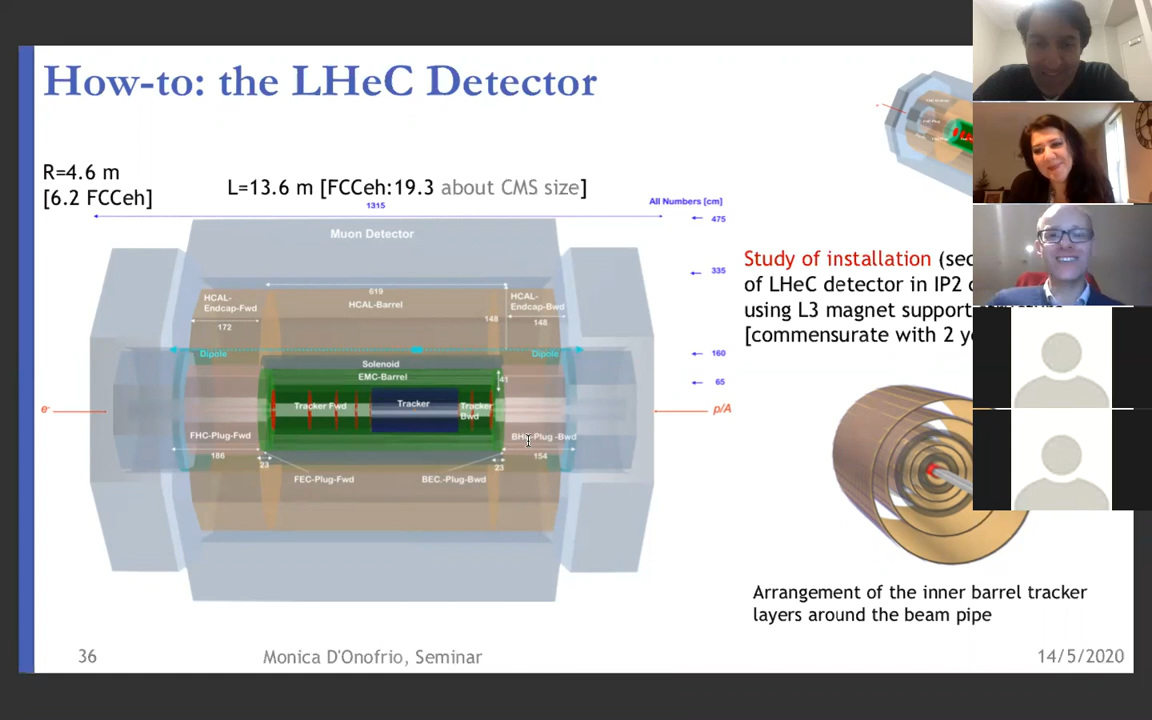 How-to: the LHeC Detector
R=4.6 m
[6.2 FCCeh]
L=13.6 m [FCCeh:19.3 about CMS size]
1315
All Numbers [cm]
475
Muon Detector
335
619
HCAL-
Endcap-Fwd
HCAL-Barrel
HCAL-
Endcap-Bwd
172
148
148
Dipole
Dipole
160
Solenoid
EMC-Barrel
41
65
Tracker Fwd
Tracker
Tracker
Bwd
e-
p/A
FHC-Plug-Fwd
-Plug -Bwd
186
23
23
154
FEC-Plug-Fwd
BEC.-Plug-Bwd
Study of installation (sec
of LHeC detector in IP2
using L3 magnet support
[commensurate with 2 y
Arrangement of the inner barrel tracker
layers around the beam pipe
36
Monica D'Onofrio, Seminar
14/5/2020